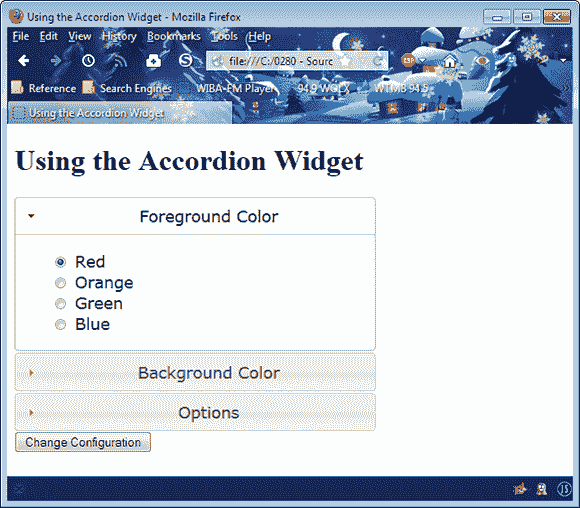 Using the Accordion Widget - Mozilla Firefox
File Edit View History Bookmarks Tools Help
file:///C:/0280 - Sourc
Reference Search Engines WIBA-FM Player 94.9 WOLX WTMB 94.5
Using the Accordion Widget
Using the Accordion Widget
Foreground Color
Red
Orange
Green
Blue
Background Color
Options
Change Configuration